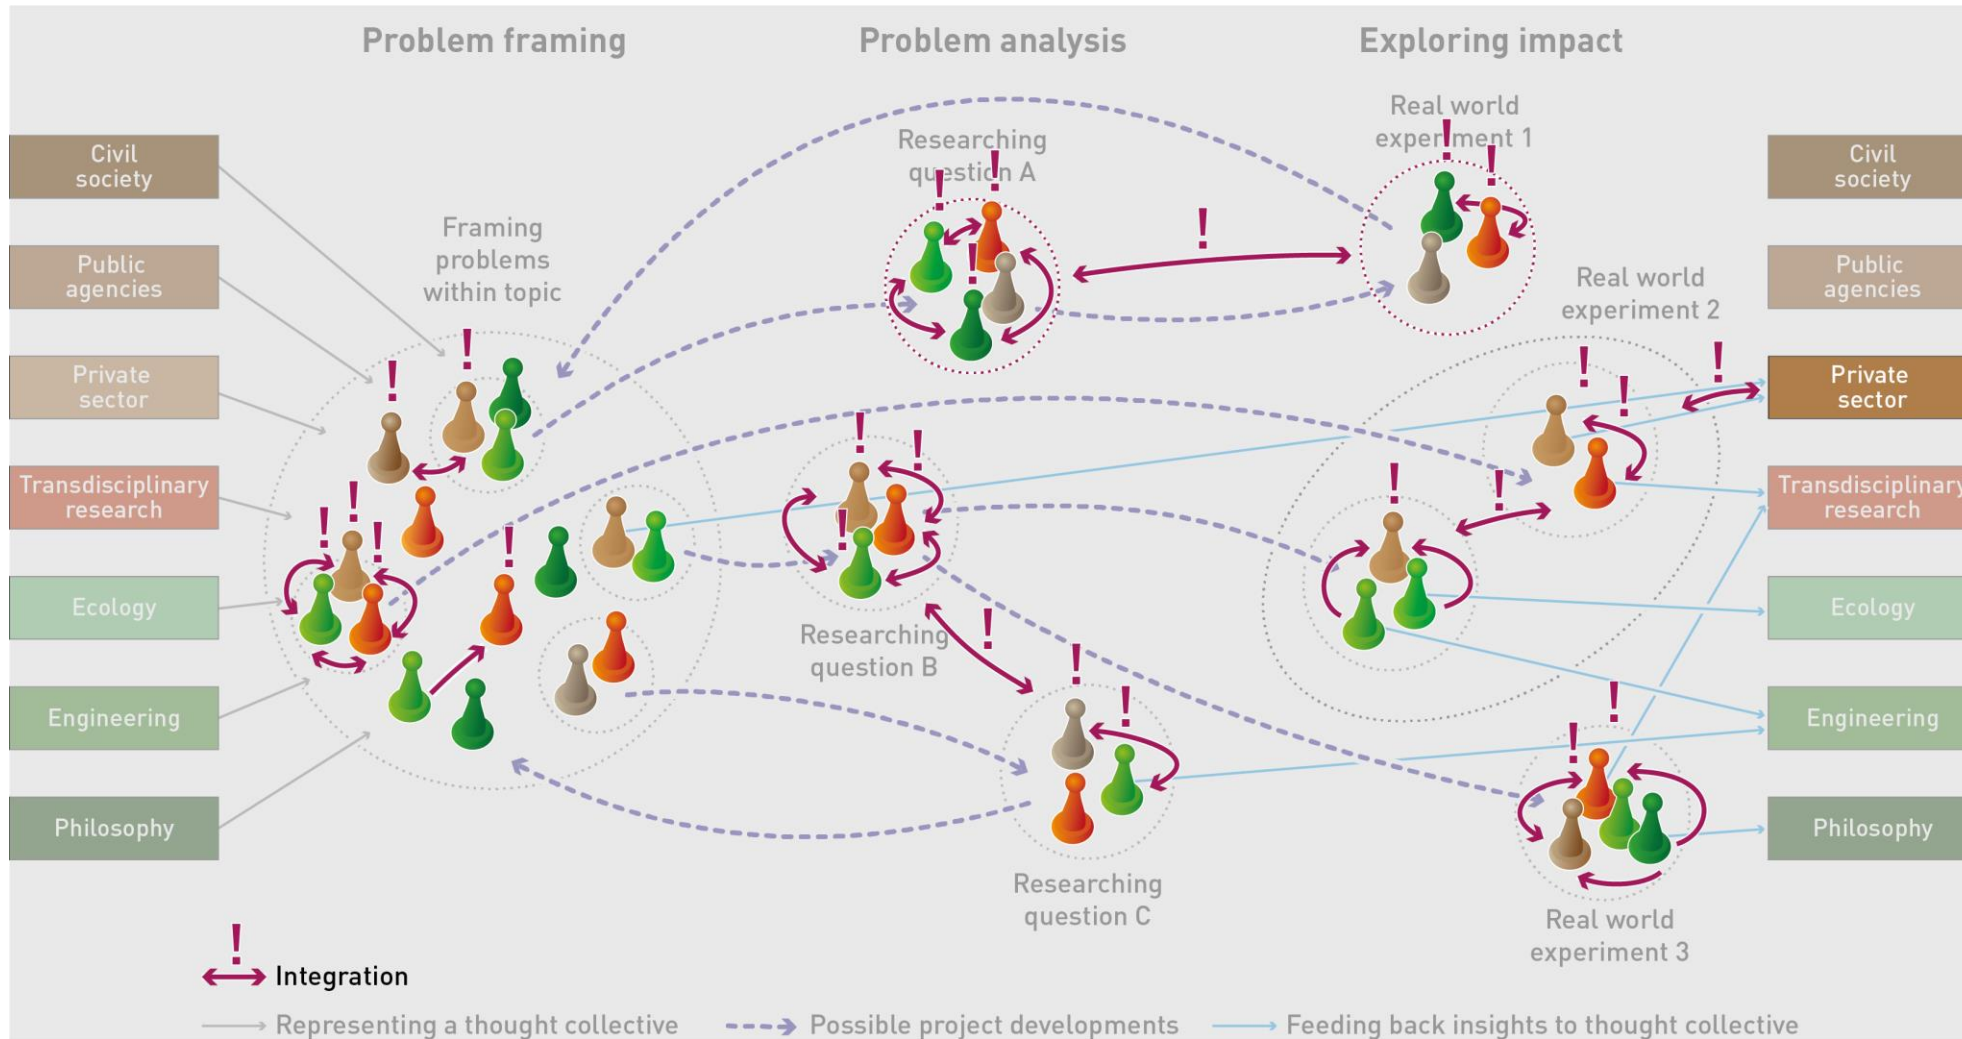 Problem framing
Problem analysis
Exploring impact
Civil
society
Public
agencies
Private
sector
Transdisciplinary
research
Ecology
Engineering
Philosophy
Framing
problems
within topic
Researching
question A
Researching
question B
Researching
question C
Real world
experiment 1
Real world
experiment 2
Real world
experiment 3
Civil
society
Public
agencies
Private
sector
Transdisciplinary
research
Ecology
Engineering
Philosophy
Integration
Representing a thought collective
Possible project developments
Feeding back insights to thought collective